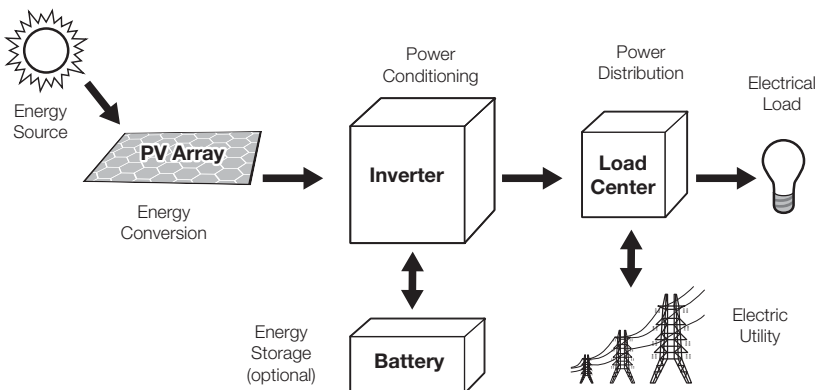 Energy
Source
PV Array
Energy
Conversion
Power
Conditioning
Inverter
Energy
Storage
(optional)
Battery
Power
Distribution
Load
Center
Electrical
Load
Electric
Utility